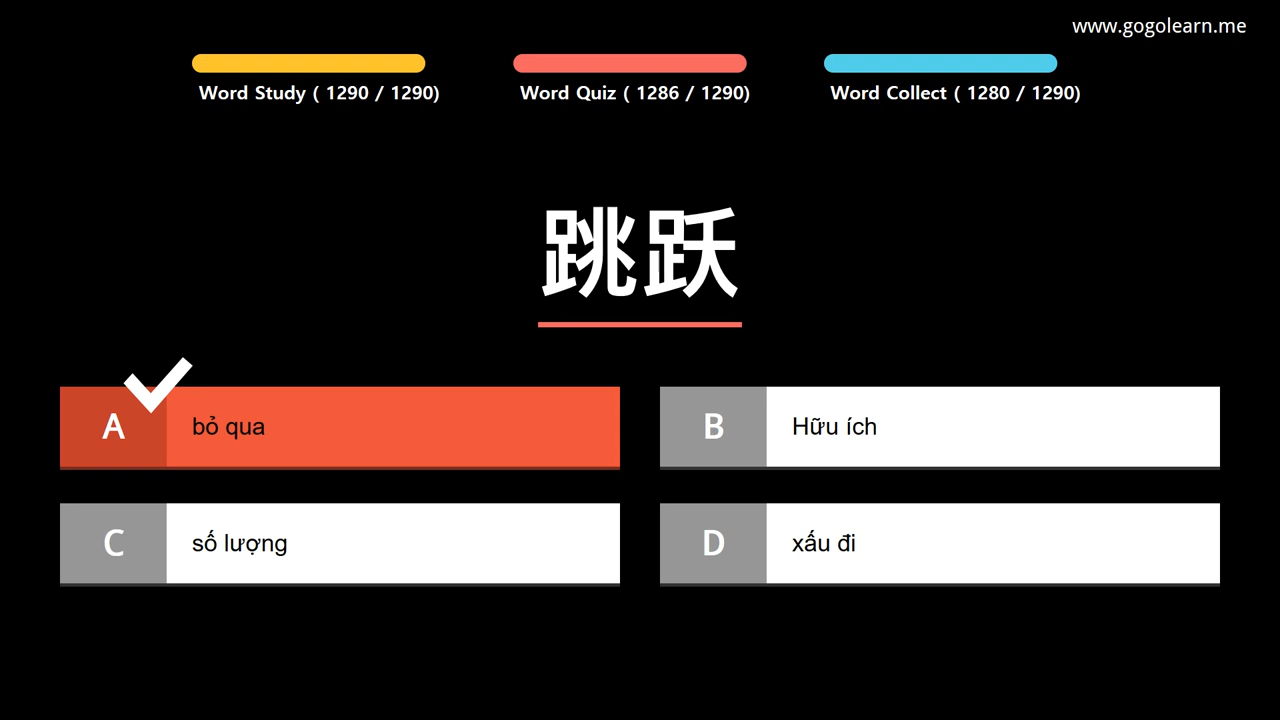 www.gogolearn.me
Word Study ( 1290 / 1290)
Word Quiz ( 1286 / 1290)
Word Collect ( 1280 / 1290)
跳跃
A
bỏ qua
B
Hữu ích
C
số lượng
D
xấu đi